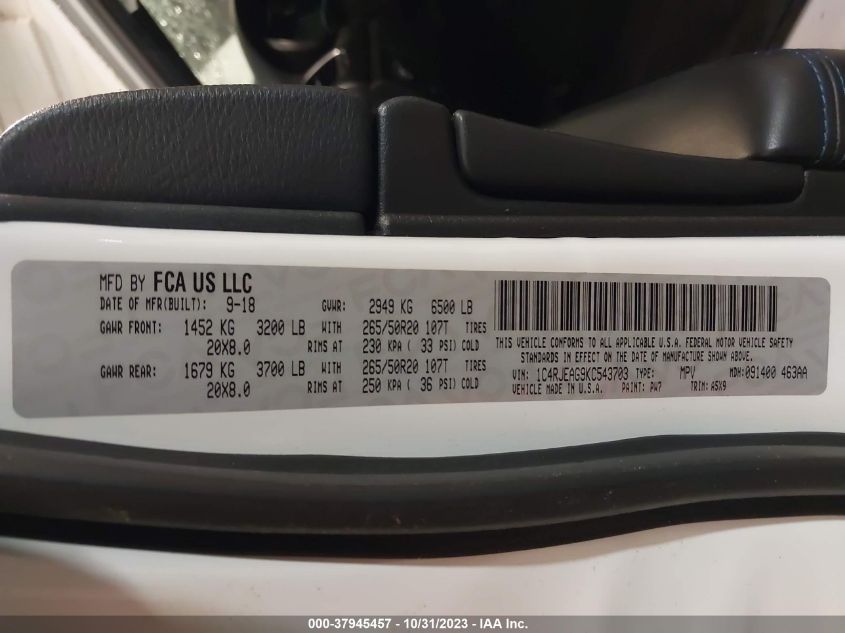 MFD BY FCA US LLC
DATE OF MFR(BUILT): 9-18 GVWR: 2949 KG 6500 LB
GAWR FRONT: 1452 KG 3200 LB WITH 265/50R20 107T TIRES
20X8.0 RIMS AT 230 KPA ( 33 PSI) COLD
GAWR REAR: 1679 KG 3700 LB WITH 265/50R20 107T TIRES
20X8.0 RIMS AT 250 KPA ( 36 PSI) COLD
THIS VEHICLE CONFORMS TO ALL APPLICABLE U.S.A. FEDERAL MOTOR VEHICLE SAFETY
STANDARDS IN EFFECT ON THE DATE OF MANUFACTURE SHOWN ABOVE.
VIN: 1C4RJEAG9KC543703 TYPE: MPV MDH:091400 463AA
VEHICLE MADE IN U.S.A. PAINT: PW7 TRIM: A5X9
000-37945457 - 10/31/2023 - IAA Inc.